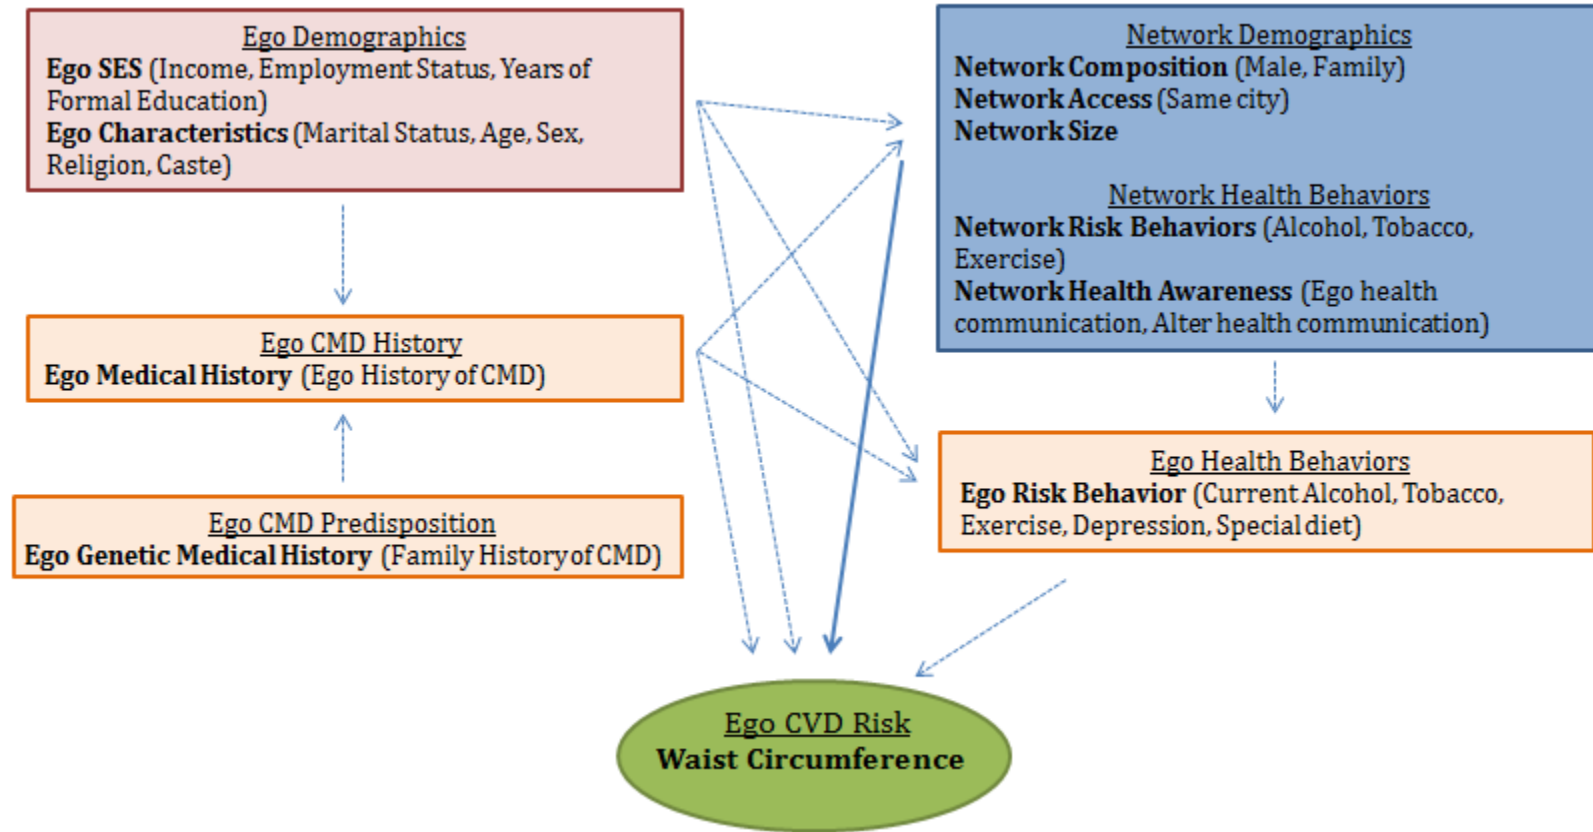 Ego Demographics
Ego SES (Income, Employment Status, Years of
Formal Education)
Ego Characteristics (Marital Status, Age, Sex,
Religion, Caste)
Network Demographics
Network Composition (Male, Family)
Network Access (Same city)
Network Size
Network Health Behaviors
Network Risk Behaviors (Alcohol, Tobacco,
Exercise)
Network Health Awareness (Ego health
communication, Alter health communication)
Ego CMD History
Ego Medical History (Ego History of CMD)
Ego CMD Predisposition
Ego Genetic Medical History (Family History of CMD)
Ego Health Behaviors
Ego Risk Behavior (Current Alcohol, Tobacco,
Exercise, Depression, Special diet)
Ego CVD Risk
Waist Circumference